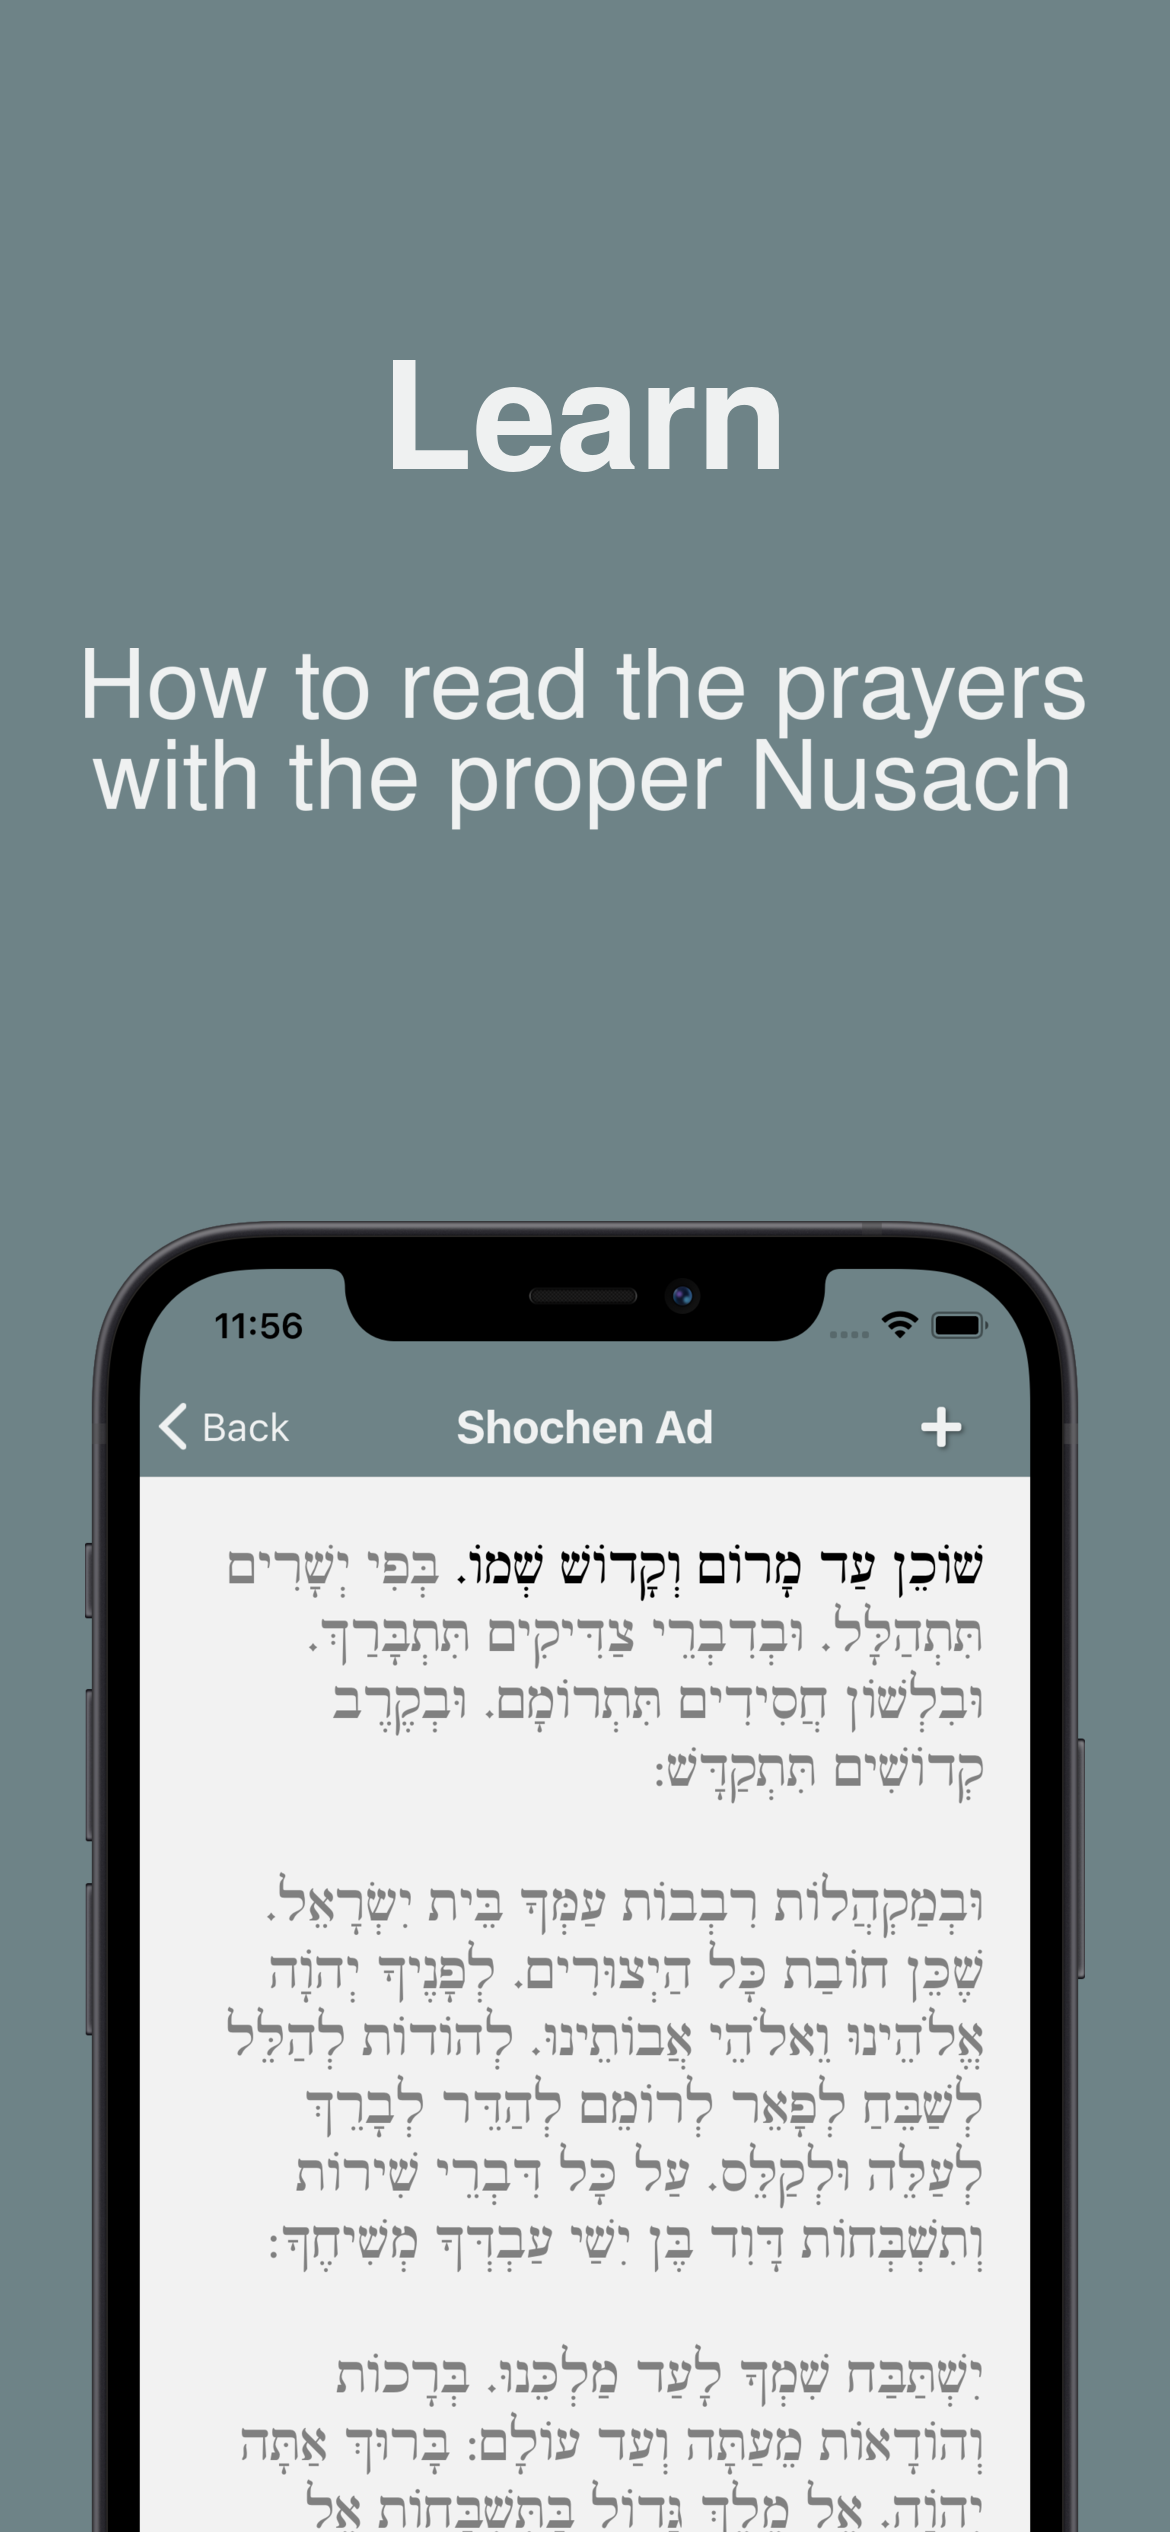 Learn
How to read the prayers
with the proper Nusach
11:56
Back
Shochen Ad
+
שׁוֹכֵן עַד מָרוֹם וְקָדוֹשׁ שְׁמוֹ. בְּפִי יְשָׁרִים
תִּתְהַלָּל. וּבְדִבְרֵי צַדִּיקִים תִּתְבָּרַךְ.
וּבִלְשׁוֹן חֲסִידִים תִּתְרוֹמָם. וּבְקֶרֶב
קְדוֹשִׁים תִּתְקַדָּשׁ:
וּבְמַקְהֲלוֹת רִבְבוֹת עַמְּךָ בֵּית יִשְׂרָאֵל.
שֶׁכֵּן חוֹבַת כָּל הַיְצוּרִים. לְפָנֶיךָ יְהוָֹה
אֱלֹהֵינוּ וֵאלֹהֵי אֲבוֹתֵינוּ. לְהוֹדוֹת לְהַלֵּל
לְשַׁבֵּחַ לְפָאֵר לְרוֹמֵם לְהַדֵּר לְבָרֵךְ
לְעַלֵּה וּלְקַלֵּס. עַל כָּל דִּבְרֵי שִׁירוֹת
וְתִשְׁבְּחוֹת דָּוִד בֶּן יִשַׁי עַבְדְּךָ מְשִׁיחֶךָ:
יִשְׁתַּבַּח שִׁמְךָ לָעַד מַלְכֵּנוּ. בְּרָכוֹת
וְהוֹדָאוֹת מֵעַתָּה וְעַד עוֹלָם: בָּרוּךְ אַתָּה
יְהוָֹה. אֵל מֶלֶךְ גָּדוֹל בַּתִּשְׁבָּחוֹת אֵל